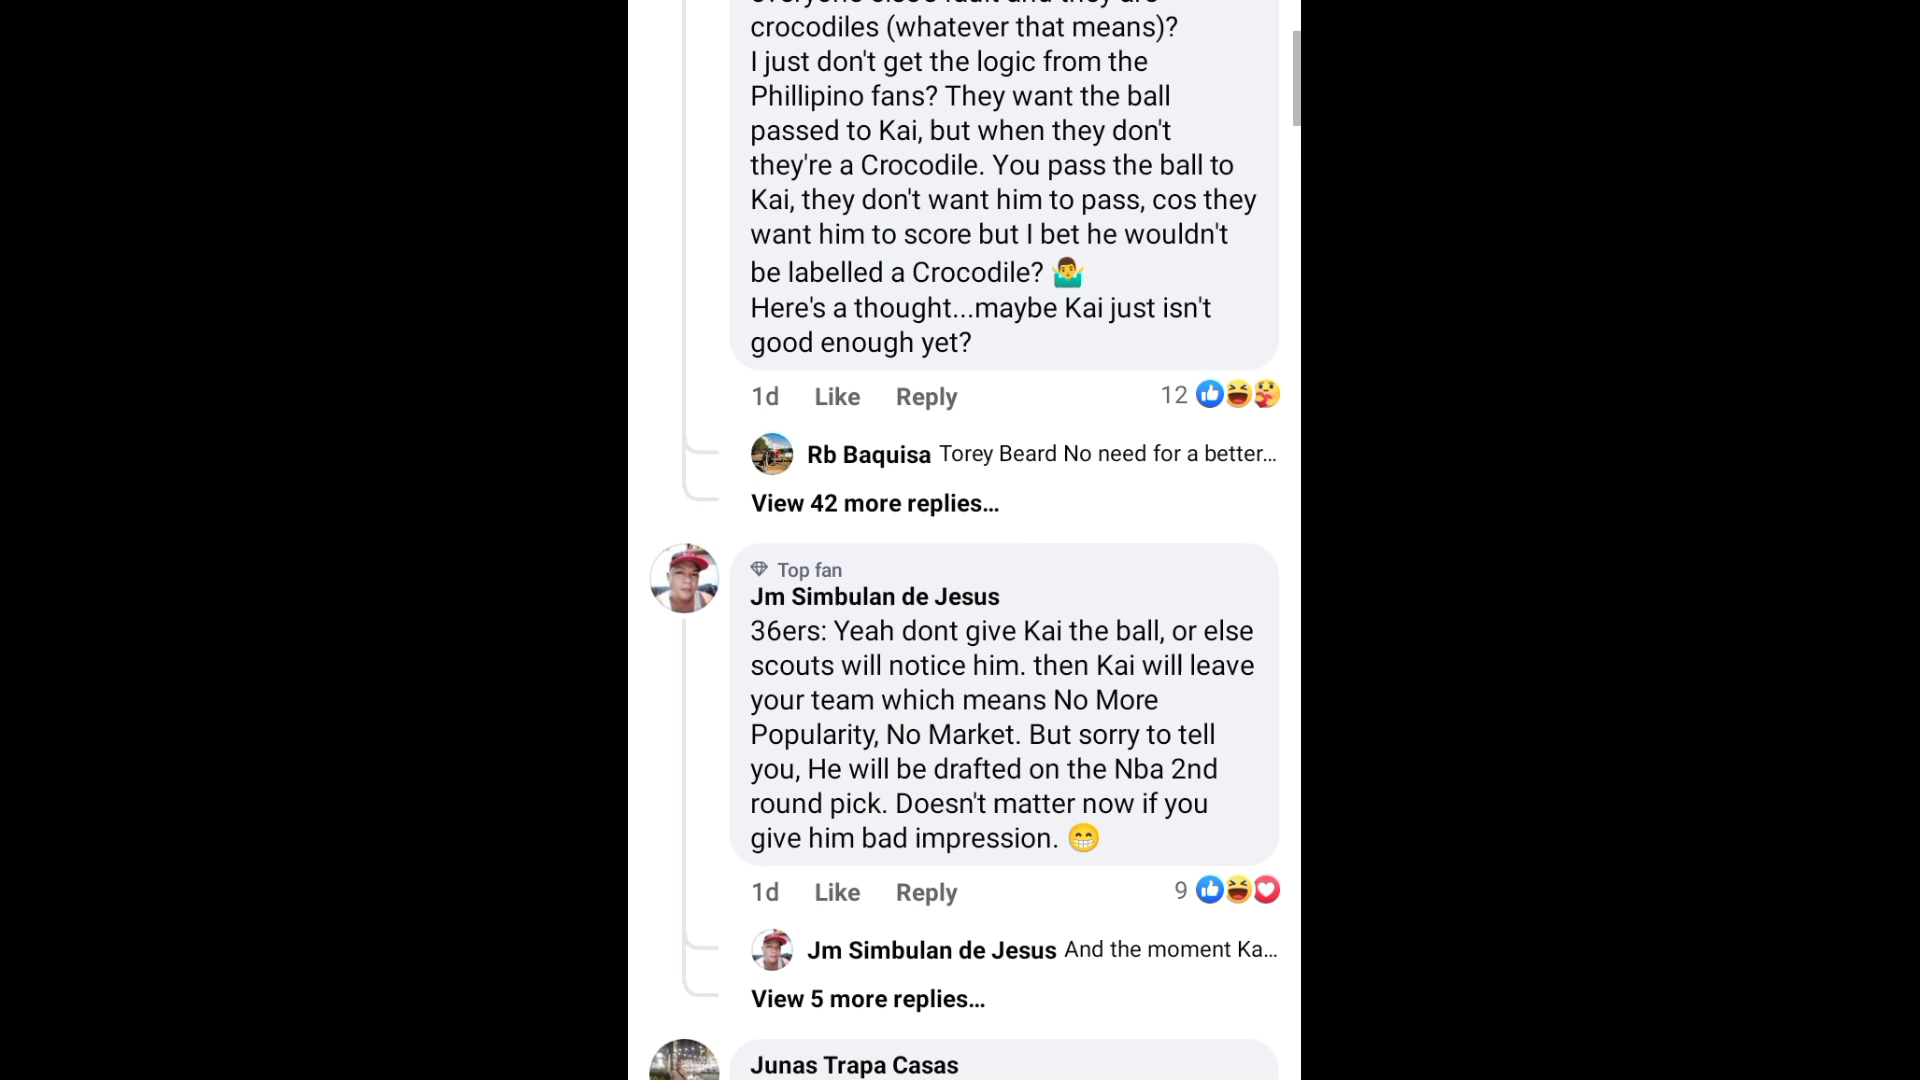 crocodiles (whatever that means)?
I just don't get the logic from the
Phillipino fans? They want the ball
passed to Kai, but when they don't
they're a Crocodile. You pass the ball to
Kai, they don't want him to pass, cos they
want him to score but I bet he wouldn't
be labelled a Crocodile? 🤷‍♂️
Here's a thought...maybe Kai just isn't
good enough yet?
1d Like Reply 12
Rb Baquisa Torey Beard No need for a better...
View 42 more replies...
Top fan
Jm Simbulan de Jesus
36ers: Yeah dont give Kai the ball, or else
scouts will notice him. then Kai will leave
your team which means No More
Popularity, No Market. But sorry to tell
you, He will be drafted on the Nba 2nd
round pick. Doesn't matter now if you
give him bad impression. 😁
1d Like Reply 9
Jm Simbulan de Jesus And the moment Ka...
View 5 more replies...
Junas Trapa Casas